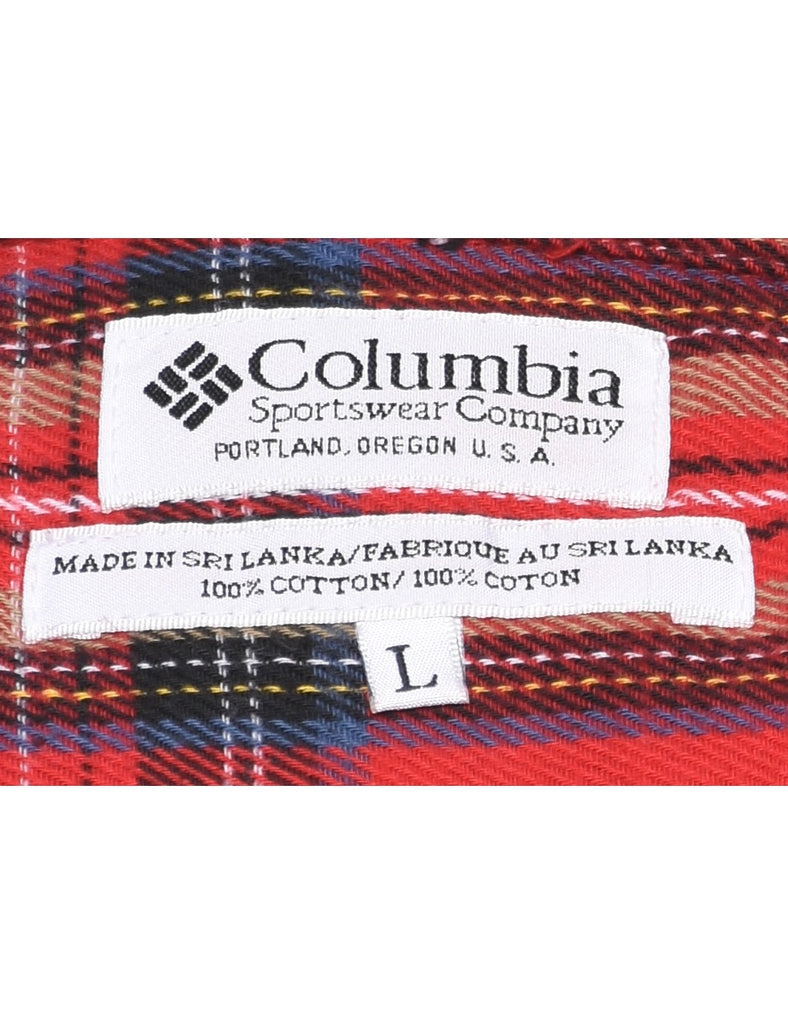 Columbia
Sportswear Company
PORTLAND, OREGON U. S. A.
MADE IN SRI LANKA/FABRIQUE AU SRI LANKA
100% COTTON/100% COTON
L